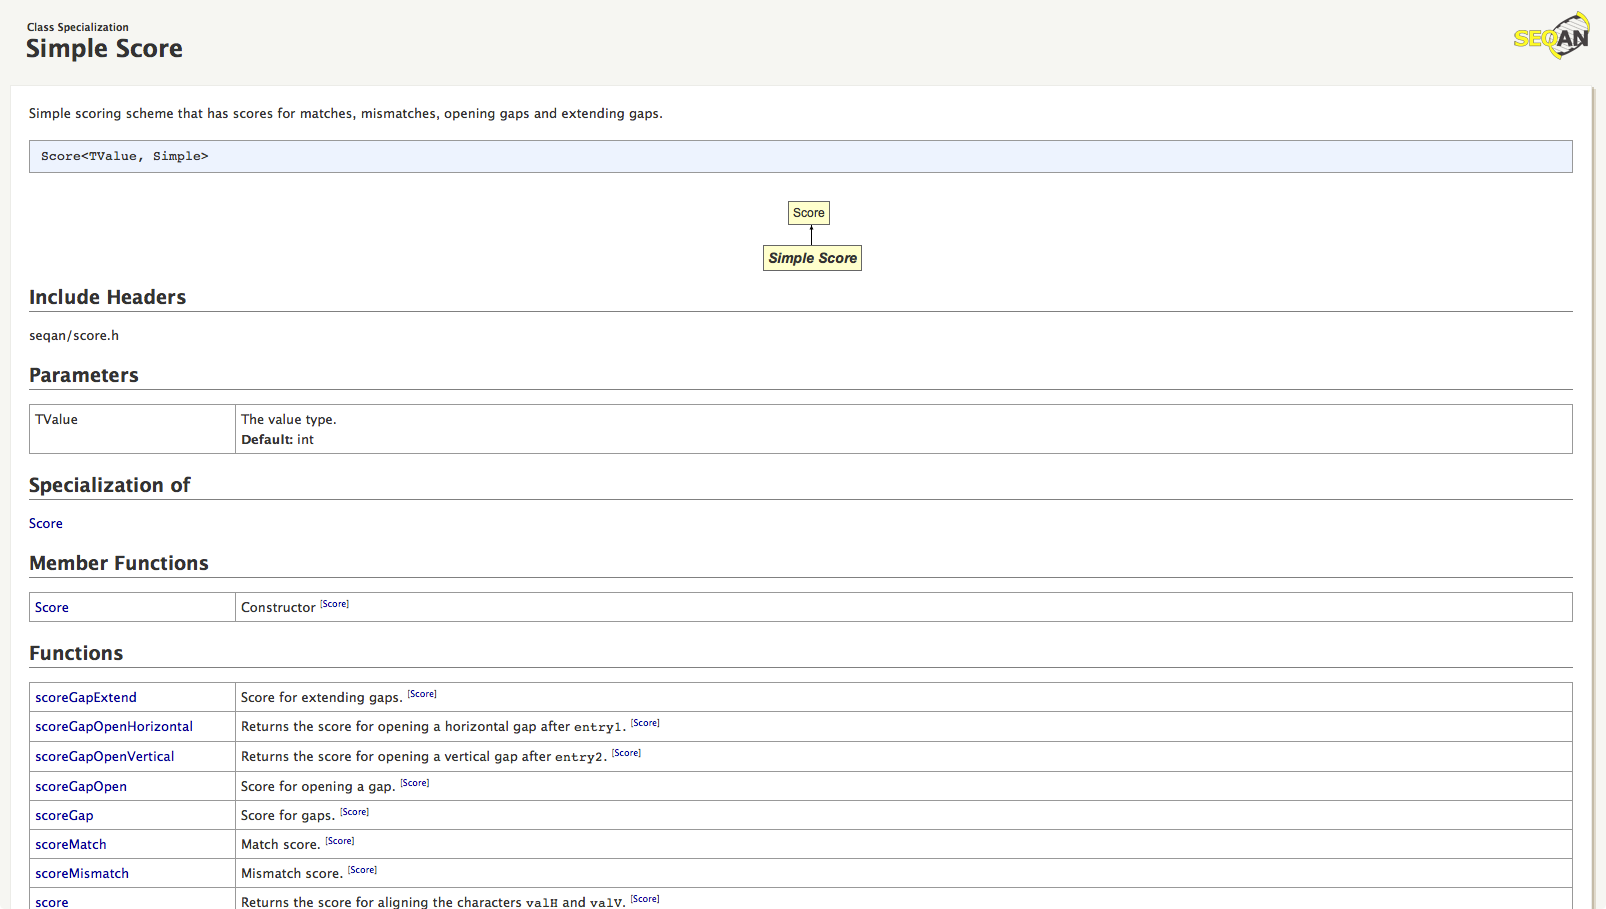 Class Specialization
Simple Score
SEQAN
Simple scoring scheme that has scores for matches, mismatches, opening gaps and extending gaps.
Score<TValue, Simple>
Score
Simple Score
Include Headers
seqan/score.h
Parameters
TValue The value type.
Default: int
Specialization of
Score
Member Functions
Score Constructor [Score]
Functions
scoreGapExtend Score for extending gaps. [Score]
scoreGapOpenHorizontal Returns the score for opening a horizontal gap after entry1. [Score]
scoreGapOpenVertical Returns the score for opening a vertical gap after entry2. [Score]
scoreGapOpen Score for opening a gap. [Score]
scoreGap Score for gaps. [Score]
scoreMatch Match score. [Score]
scoreMismatch Mismatch score. [Score]
score Returns the score for aligning the characters valH and valV. [Score]